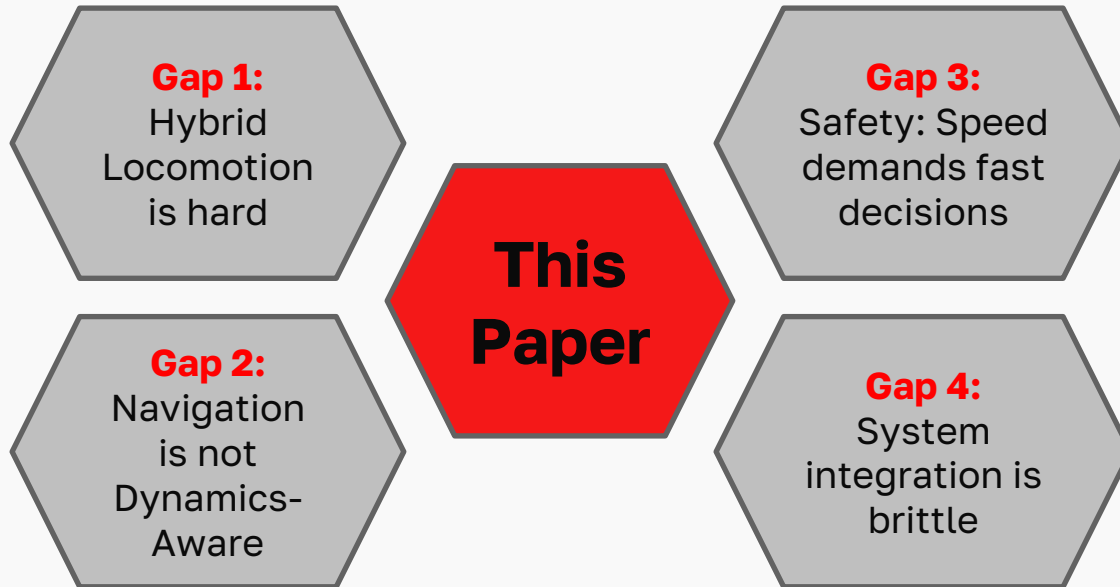 Gap 1:
Hybrid
Locomotion
is hard
Gap 2:
Navigation
is not
Dynamics-
Aware
This
Paper
Gap 3:
Safety: Speed
demands fast
decisions
Gap 4:
System
integration is
brittle